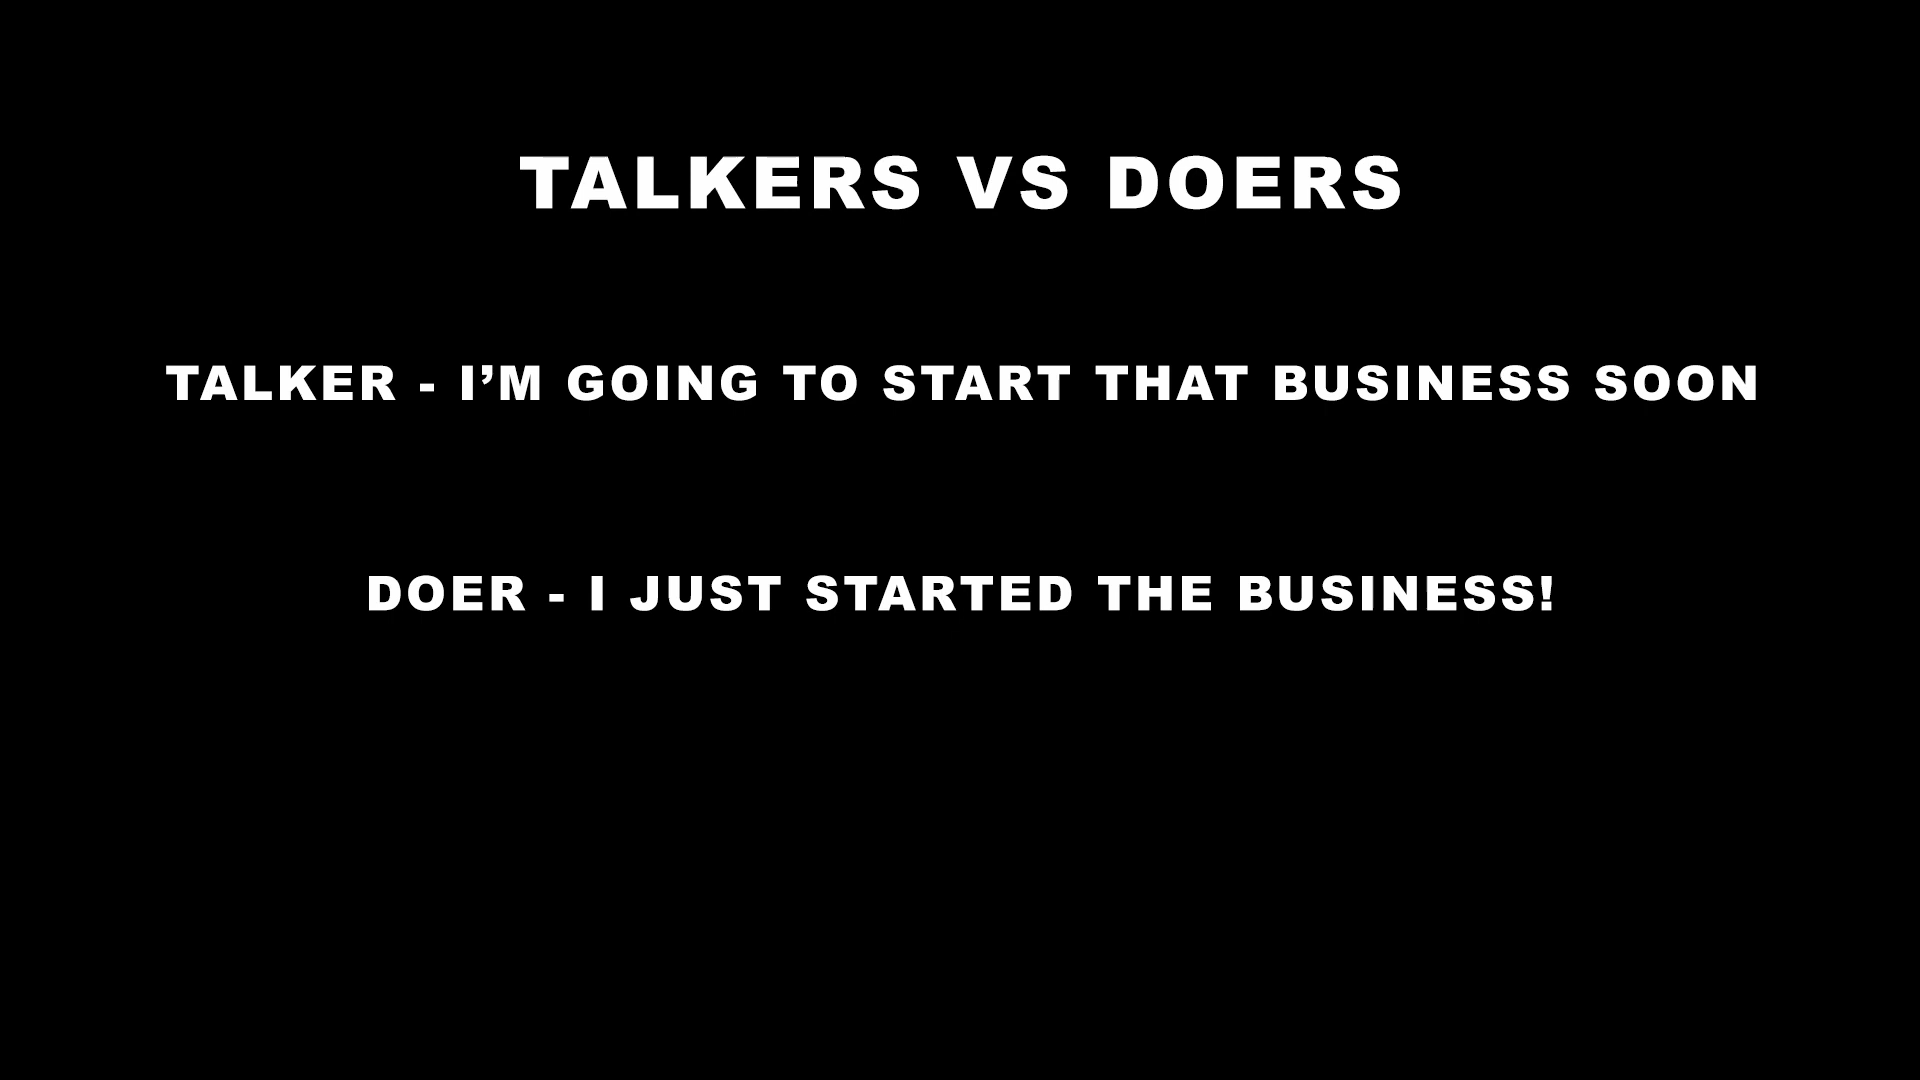 TALKERS VS DOERS
TALKER - I’M GOING TO START THAT BUSINESS SOON
DOER - I JUST STARTED THE BUSINESS!